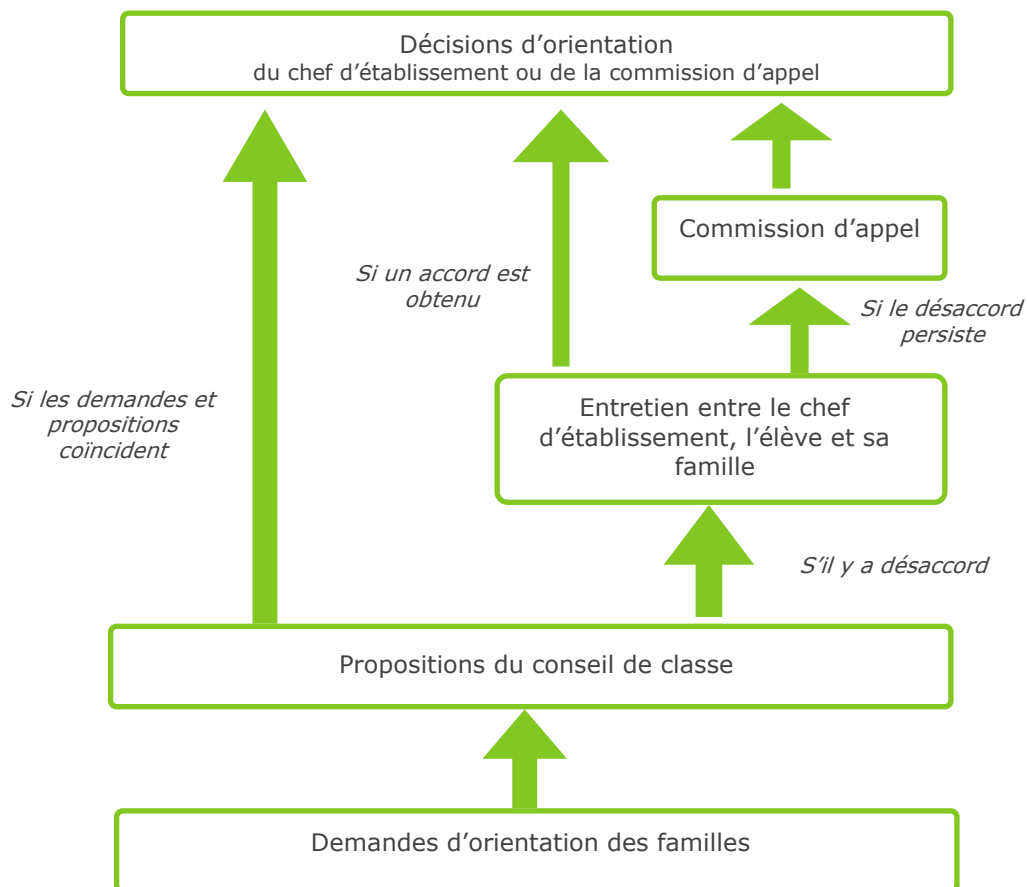 Décisions d’orientation
du chef d’établissement ou de la commission d’appel
Commission d’appel
Si un accord est
obtenu
Si le désaccord
persiste
Si les demandes et
propositions
coïncident
Entretien entre le chef
d’établissement, l’élève et sa
famille
S’il y a désaccord
Propositions du conseil de classe
Demandes d’orientation des familles